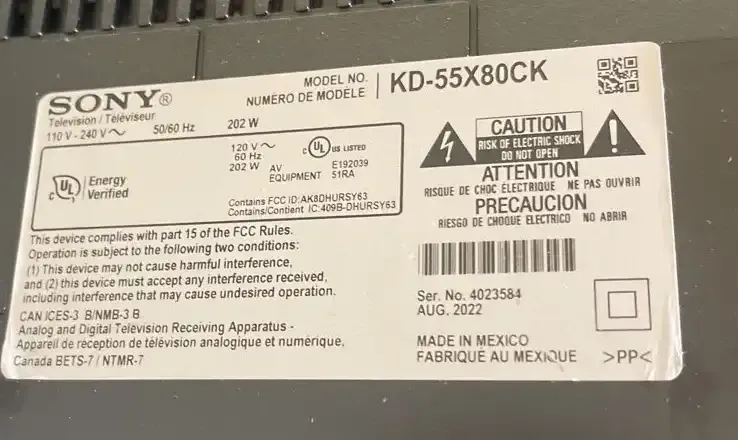 SONY®
Television / Téléviseur
110 V - 240 V～ 50/60 Hz 202 W
MODEL NO.
NUMÉRO DE MODÈLE
KD-55X80CK
UL Energy Verified
120 V～
60 Hz
202 W
c UL US LISTED
AV E192039
EQUIPMENT 51RA
Contains FCC ID:AK8DHURSY63
Contains/Contient IC:409B-DHURSY63
This device complies with part 15 of the FCC Rules.
Operation is subject to the following two conditions:
(1) This device may not cause harmful interference,
and (2) this device must accept any interference received,
including interference that may cause undesired operation.
CAN ICES-3 B/NMB-3 B
Analog and Digital Television Receiving Apparatus -
Appareil de réception de télévision analogique et numérique,
Canada BETS-7 / NTMR-7
CAUTION
RISK OF ELECTRIC SHOCK
DO NOT OPEN
ATTENTION
RISQUE DE CHOC ÉLECTRIQUE NE PAS OUVRIR
PRECAUCION
RIESGO DE CHOQUE ELECTRICO NO ABRIR
Ser. No. 4023584
AUG. 2022
MADE IN MEXICO
FABRIQUÉ AU MEXIQUE
>PP<